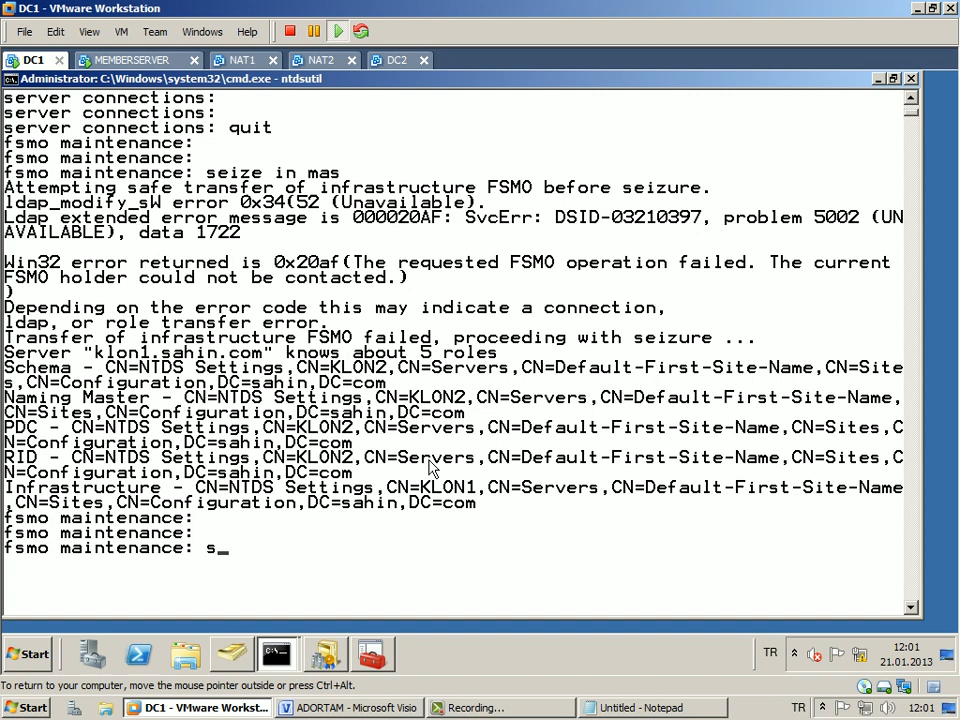 DC1 - VMware Workstation
File Edit View VM Team Windows Help
DC1 MEMBERSERVER NAT1 NAT2 DC2
Administrator: C:\Windows\system32\cmd.exe - ntdsutil
server connections:
server connections:
server connections: quit
fsmo maintenance:
fsmo maintenance:
fsmo maintenance: seize in mas
Attempting safe transfer of infrastructure FSMO before seizure.
ldap_modify_sW error 0x34(52 (Unavailable).
Ldap extended error message is 000020AF: SvcErr: DSID-03210397, problem 5002 (UN
AVAILABLE), data 1722
Win32 error returned is 0x20af(The requested FSMO operation failed. The current
FSMO holder could not be contacted.)
)
Depending on the error code this may indicate a connection,
ldap, or role transfer error.
Transfer of infrastructure FSMO failed, proceeding with seizure ...
Server "klon1.sahin.com" knows about 5 roles
Schema - CN=NTDS Settings,CN=KLON2,CN=Servers,CN=Default-First-Site-Name,CN=Site
s,CN=Configuration,DC=sahin,DC=com
Naming Master - CN=NTDS Settings,CN=KLON2,CN=Servers,CN=Default-First-Site-Name,
CN=Sites,CN=Configuration,DC=sahin,DC=com
PDC - CN=NTDS Settings,CN=KLON2,CN=Servers,CN=Default-First-Site-Name,CN=Sites,C
N=Configuration,DC=sahin,DC=com
RID - CN=NTDS Settings,CN=KLON2,CN=Servers,CN=Default-First-Site-Name,CN=Sites,C
N=Configuration,DC=sahin,DC=com
Infrastructure - CN=NTDS Settings,CN=KLON1,CN=Servers,CN=Default-First-Site-Name
,CN=Sites,CN=Configuration,DC=sahin,DC=com
fsmo maintenance:
fsmo maintenance:
fsmo maintenance: s_
Start TR 12:01
21.01.2013
To return to your computer, move the mouse pointer outside or press Ctrl+Alt.
Start DC1 - VMware Workst... ADORTAM - Microsoft Visio Recording... Untitled - Notepad TR 12:01